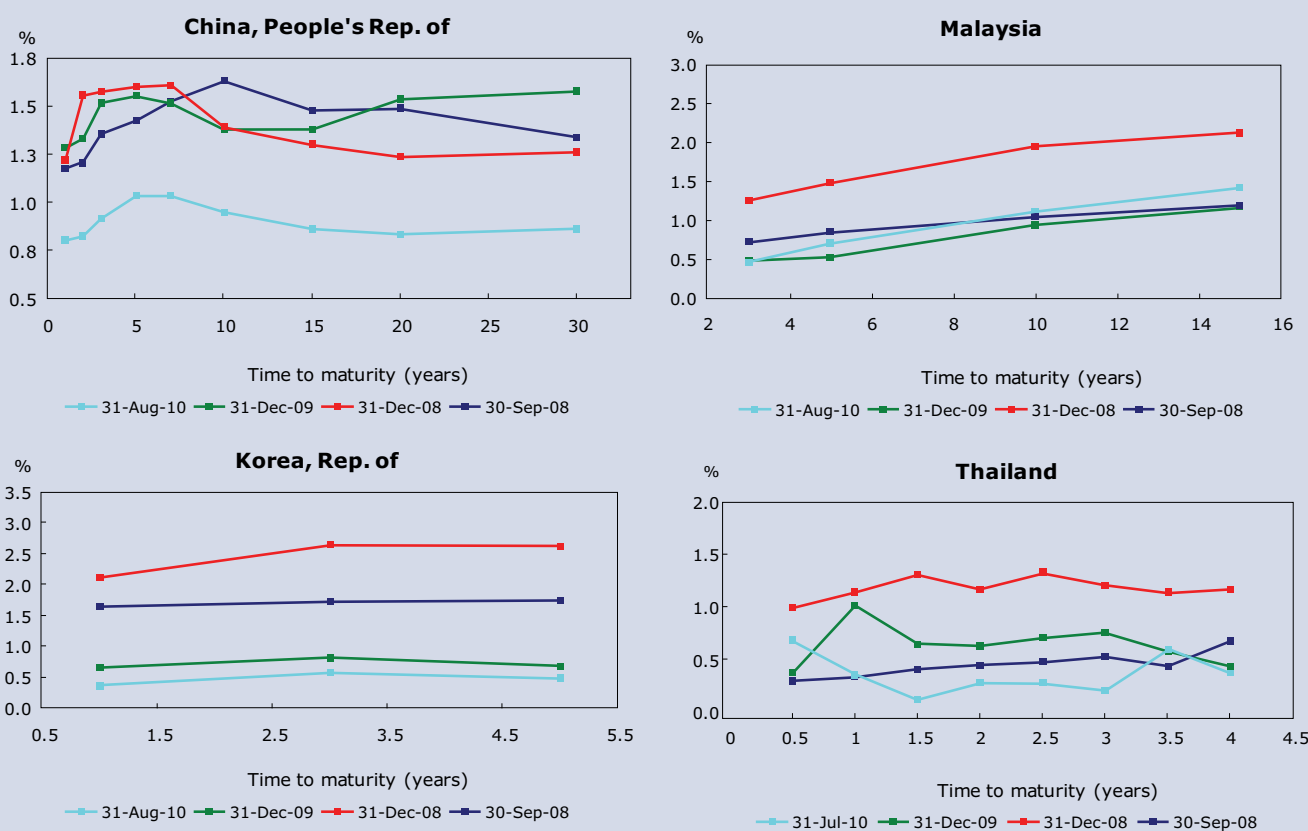 China, People's Rep. of
%
1.8
1.5
1.3
1.0
0.8
0.5
0 5 10 15 20 25 30
Time to maturity (years)
31-Aug-10 31-Dec-09 31-Dec-08 30-Sep-08
Malaysia
%
3.0
2.5
2.0
1.5
1.0
0.5
0.0
2 4 6 8 10 12 14 16
Time to maturity (years)
31-Aug-10 31-Dec-09 31-Dec-08 30-Sep-08
Korea, Rep. of
%
3.5
3.0
2.5
2.0
1.5
1.0
0.5
0.0
0.5 1.5 2.5 3.5 4.5 5.5
Time to maturity (years)
31-Aug-10 31-Dec-09 31-Dec-08 30-Sep-08
Thailand
%
2.0
1.5
1.0
0.5
0.0
0 0.5 1 1.5 2 2.5 3 3.5 4 4.5
Time to maturity (years)
31-Jul-10 31-Dec-09 31-Dec-08 30-Sep-08